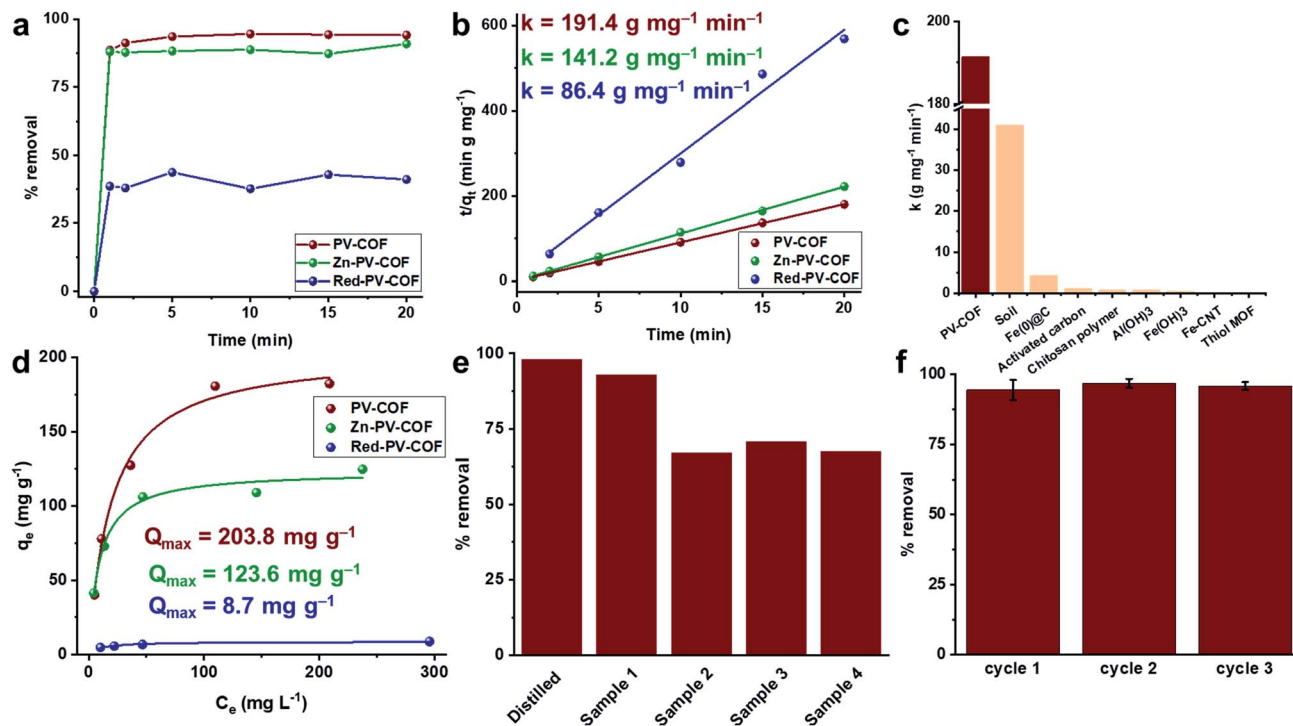 a
% removal
100
75
50
25
0
PV-COF
Zn-PV-COF
Red-PV-COF
0 5 10 15 20
Time (min)
b
k = 191.4 g mg⁻¹ min⁻¹
k = 141.2 g mg⁻¹ min⁻¹
k = 86.4 g mg⁻¹ min⁻¹
t/qₜ (min g mg⁻¹)
600
400
200
0
PV-COF
Zn-PV-COF
Red-PV-COF
0 5 10 15 20
Time (min)
c
k (g mg⁻¹ min⁻¹)
200
180
40
20
0
PV-COF
Soil
Fe(0)@C
Activated carbon
Chitosan polymer
Al(OH)3
Fe(OH)3
Fe-CNT
Thiol MOF
d
qₑ (mg g⁻¹)
200
150
100
50
0
PV-COF
Zn-PV-COF
Red-PV-COF
Qmax = 203.8 mg g⁻¹
Qmax = 123.6 mg g⁻¹
Qmax = 8.7 mg g⁻¹
0 100 200 300
Cₑ (mg L⁻¹)
e
% removal
100
75
50
25
0
Distilled
Sample 1
Sample 2
Sample 3
Sample 4
f
% removal
100
75
50
25
0
cycle 1 cycle 2 cycle 3